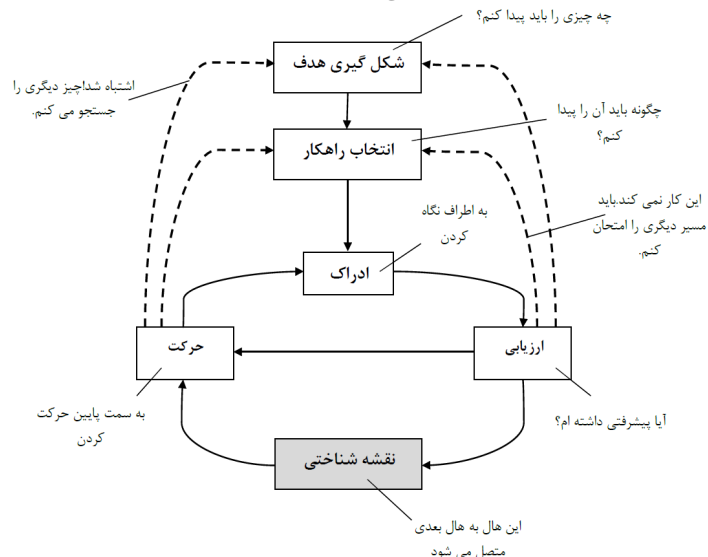 چه چیزی را باید پیدا کنم؟
شکل گیری هدف
اشتباه شد!چیز دیگری را
جستجو می کنم.
چگونه باید آن را پیدا
کنم؟
انتخاب راهکار
این کار نمی کند.باید
مسیر دیگری را امتحان
کنم.
به اطراف نگاه
کردن
ادراک
حرکت
ارزیابی
به سمت پایین حرکت
کردن
آیا پیشرفتی داشته ام؟
نقشه شناختی
این هال به هال بعدی
متصل می شود